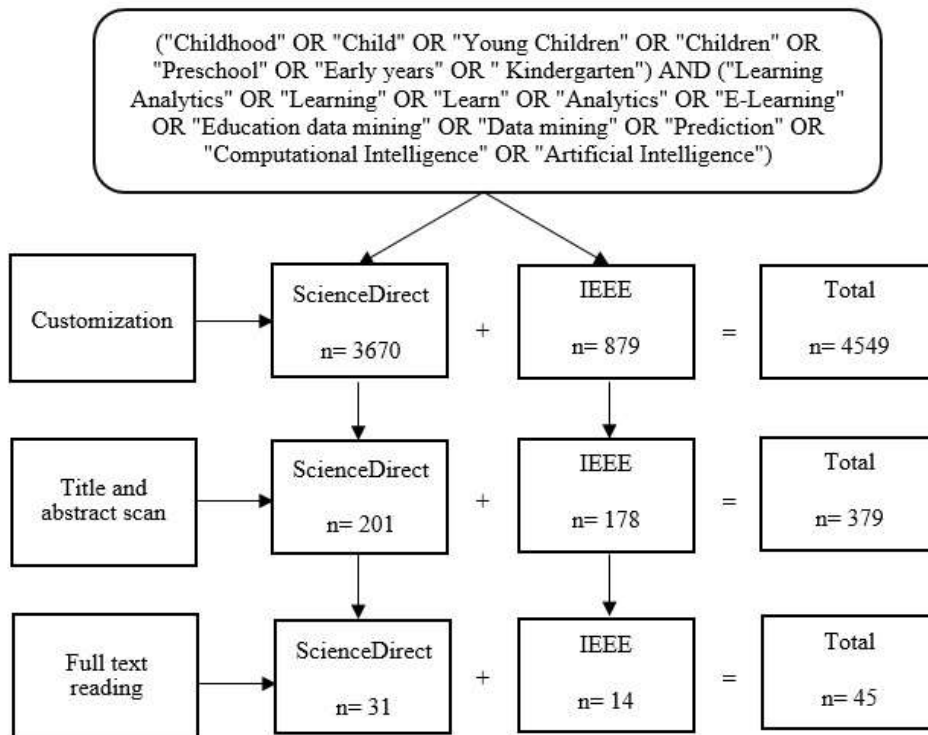 ("Childhood" OR "Child" OR "Young Children" OR "Children" OR
"Preschool" OR "Early years" OR " Kindergarten") AND ("Learning
Analytics" OR "Learning" OR "Learn" OR "Analytics" OR "E-Learning"
OR "Education data mining" OR "Data mining" OR "Prediction" OR
"Computational Intelligence" OR "Artificial Intelligence")
Customization
ScienceDirect
n= 3670
+
IEEE
n= 879
=
Total
n= 4549
Title and
abstract scan
ScienceDirect
n= 201
+
IEEE
n= 178
=
Total
n= 379
Full text
reading
ScienceDirect
n= 31
+
IEEE
n= 14
=
Total
n= 45